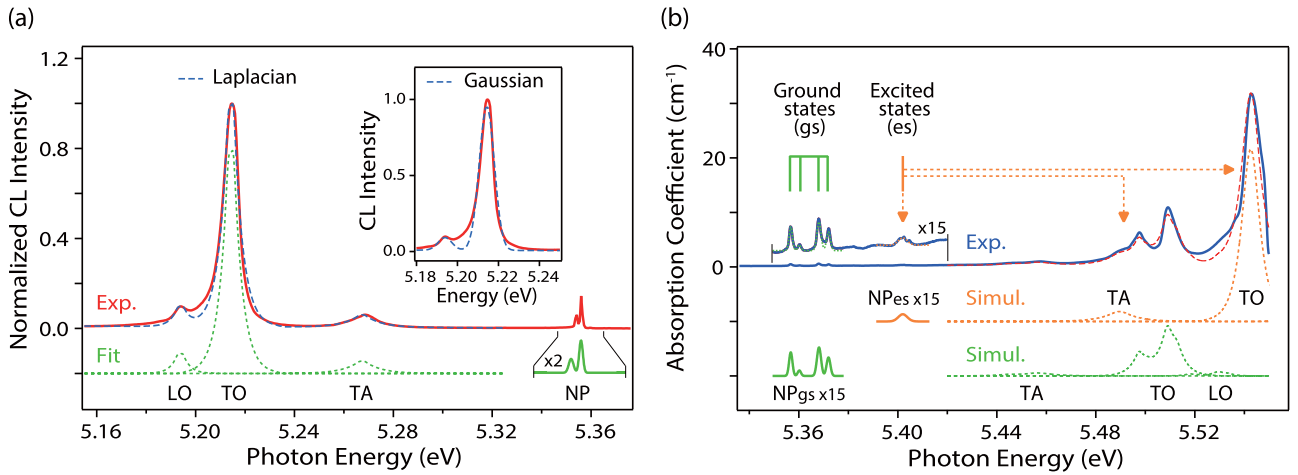 (a)
Normalized CL Intensity
1.2
1.0
0.8
0.4
0.0
Laplacian
Exp.
Fit
LO
TO
TA
x2
NP
5.16
5.20
5.24
5.28
5.32
5.36
Photon Energy (eV)
Gaussian
CL Intensity
1.0
0.5
0.0
5.18
5.20
5.22
5.24
Energy (eV)
(b)
Absorption Coefficient (cm-1)
40
20
0
Ground
states
(gs)
Excited
states
(es)
x15
Exp.
NPes x15
Simul.
TA
TO
NPgs x15
Simul.
TA
TO
LO
5.36
5.40
5.44
5.48
5.52
Photon Energy (eV)